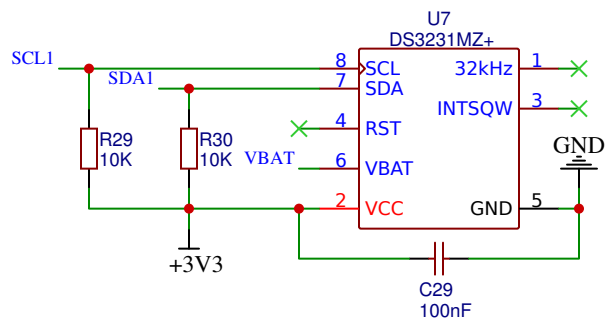 U7
DS3231MZ+
SCL1
8
SCL
32kHz
1
SDA1
7
SDA
R29
10K
R30
10K
4
RST
INTSQW
3
VBAT
6
VBAT
GND
2
VCC
GND
5
+3V3
C29
100nF